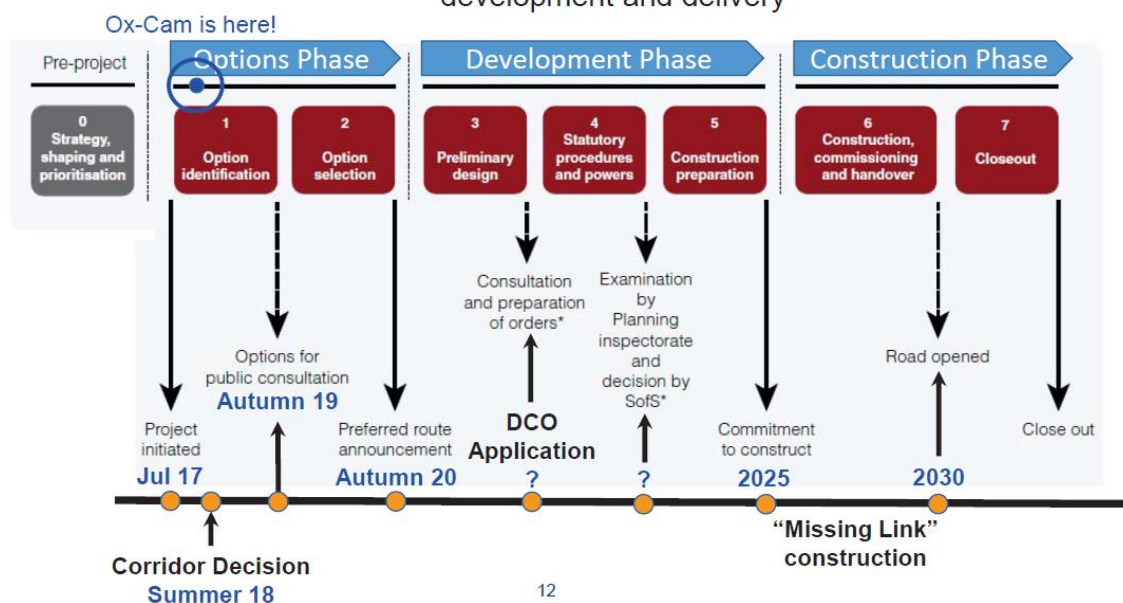 development and delivery
Ox-Cam is here!
Pre-project
Options Phase
Development Phase
Construction Phase
0
Strategy,
shaping and
prioritisation
1
Option
identification
2
Option
selection
3
Preliminary
design
4
Statutory
procedures
and powers
5
Construction
preparation
6
Construction,
commissioning
and handover
7
Closeout
Project
initiated
Jul 17
Options for
public consultation
Autumn 19
Preferred route
announcement
Autumn 20
Consultation
and preparation
of orders*
DCO
Application
?
Examination
by
Planning
inspectorate
and
decision by
SofS*
?
Commitment
to construct
2025
Road opened
2030
Close out
Corridor Decision
Summer 18
"Missing Link"
construction
12